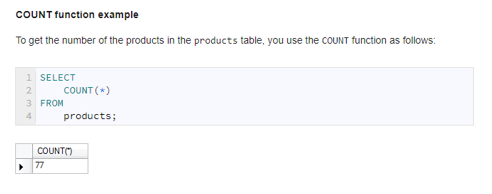 COUNT function example
To get the number of the products in the products table, you use the COUNT function as follows:
1 SELECT
2 COUNT(*)
3 FROM
4 products;
COUNT(*)
77